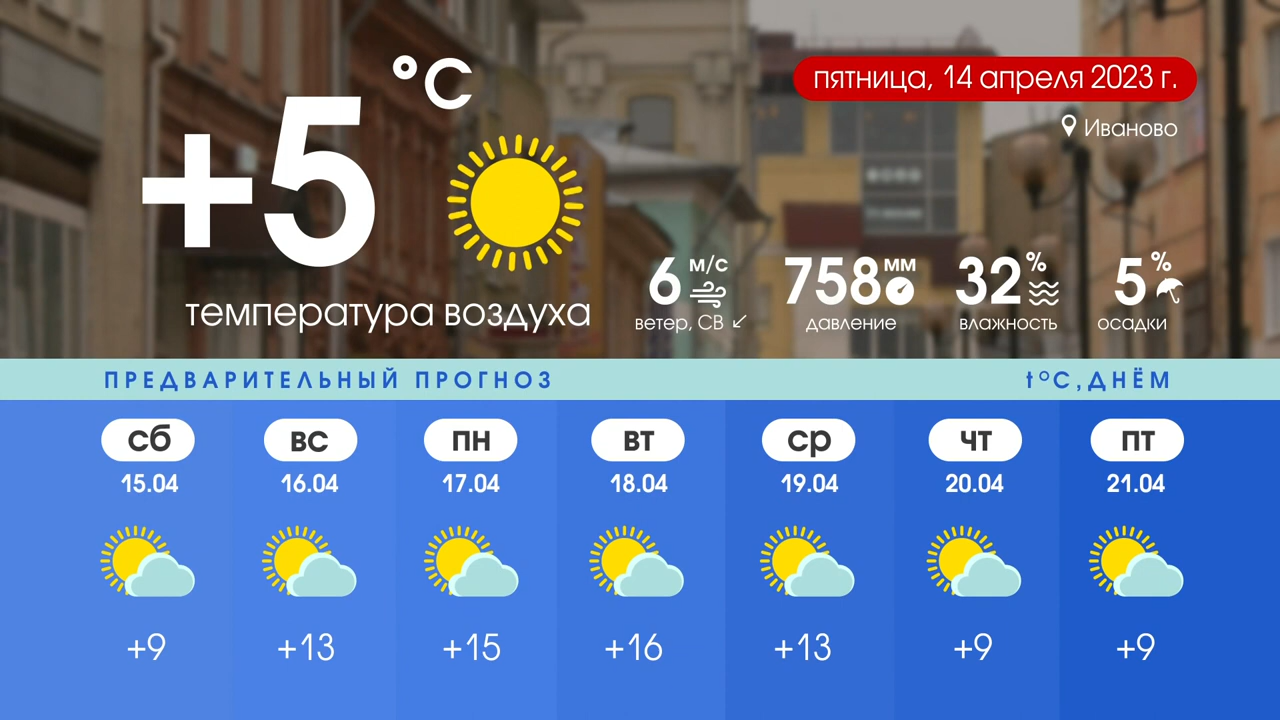 +5 °C
температура воздуха
пятница, 14 апреля 2023 г.
Иваново
6 м/с
ветер, СВ ↙
758 мм
давление
32 %
влажность
5 %
осадки
ПРЕДВАРИТЕЛЬНЫЙ ПРОГНОЗ
t°C, ДНЁМ
сб вс пн вт ср чт пт
15.04 16.04 17.04 18.04 19.04 20.04 21.04
+9 +13 +15 +16 +13 +9 +9